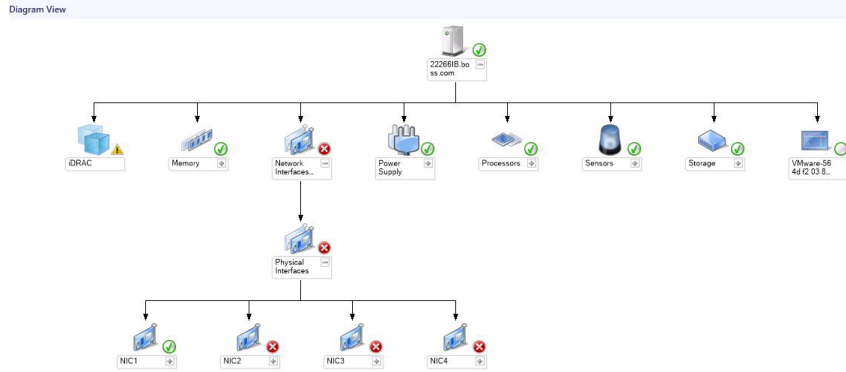 Diagram View
22266IB.bo
ss.com
iDRAC
Memory
Network
Interfaces..
Power
Supply
Processors
Sensors
Storage
VMware-56
4d f2 03 8..
Physical
Interfaces
NIC1
NIC2
NIC3
NIC4